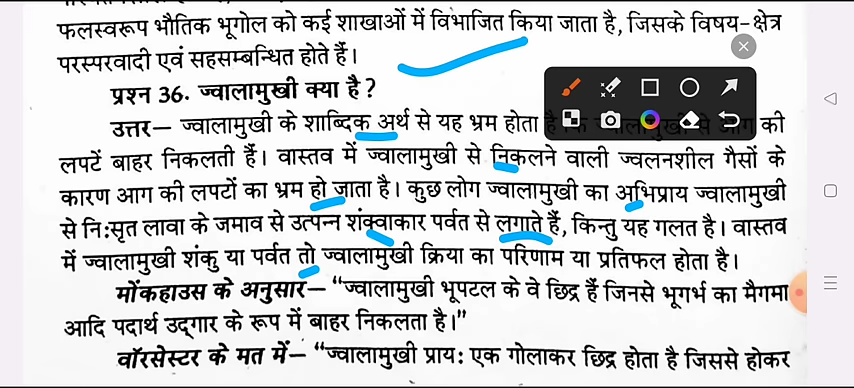 फलस्वरूप भौतिक भूगोल को कई शाखाओं में विभाजित किया जाता है, जिसके विषय-क्षेत्र
परस्परवादी एवं सहसम्बन्धित होते हैं।
प्रश्न 36. ज्वालामुखी क्या है ?
उत्तर– ज्वालामुखी के शाब्दिक अर्थ से यह भ्रम होता है कि ज्वालामुखी से आग की
लपटें बाहर निकलती हैं। वास्तव में ज्वालामुखी से निकलने वाली ज्वलनशील गैसों के
कारण आग की लपटों का भ्रम हो जाता है। कुछ लोग ज्वालामुखी का अभिप्राय ज्वालामुखी
से नि:सृत लावा के जमाव से उत्पन्न शंक्वाकार पर्वत से लगाते हैं, किन्तु यह गलत है। वास्तव
में ज्वालामुखी शंकु या पर्वत तो ज्वालामुखी क्रिया का परिणाम या प्रतिफल होता है।
मोंकहाउस के अनुसार– “ज्वालामुखी भूपटल के वे छिद्र हैं जिनसे भूगर्भ का मैगमा
आदि पदार्थ उद्गार के रूप में बाहर निकलता है।”
वॉरसेस्टर के मत में– “ज्वालामुखी प्राय: एक गोलाकार छिद्र होता है जिससे होकर